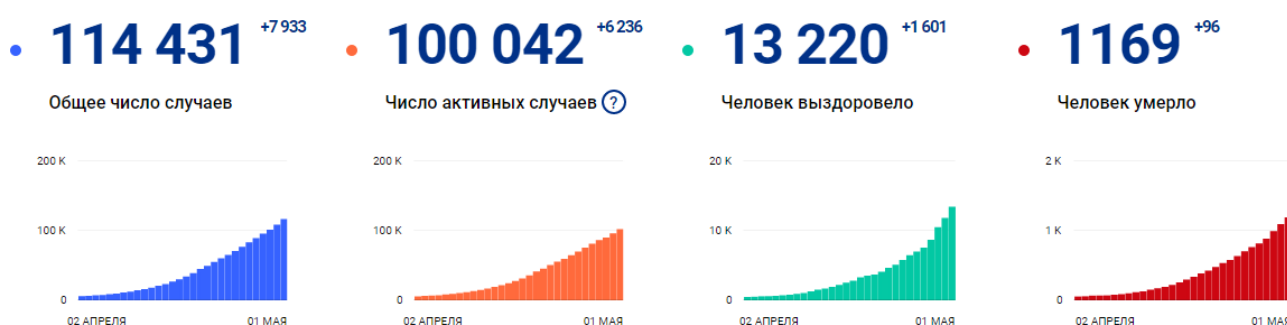 114 431 +7 933
Общее число случаев
200 K
100 K
0
02 АПРЕЛЯ 01 МАЯ
100 042 +6 236
Число активных случаев ?
200 K
100 K
0
02 АПРЕЛЯ 01 МАЯ
13 220 +1 601
Человек выздоровело
20 K
10 K
0
02 АПРЕЛЯ 01 МАЯ
1169 +96
Человек умерло
2 K
1 K
0
02 АПРЕЛЯ 01 МАЯ